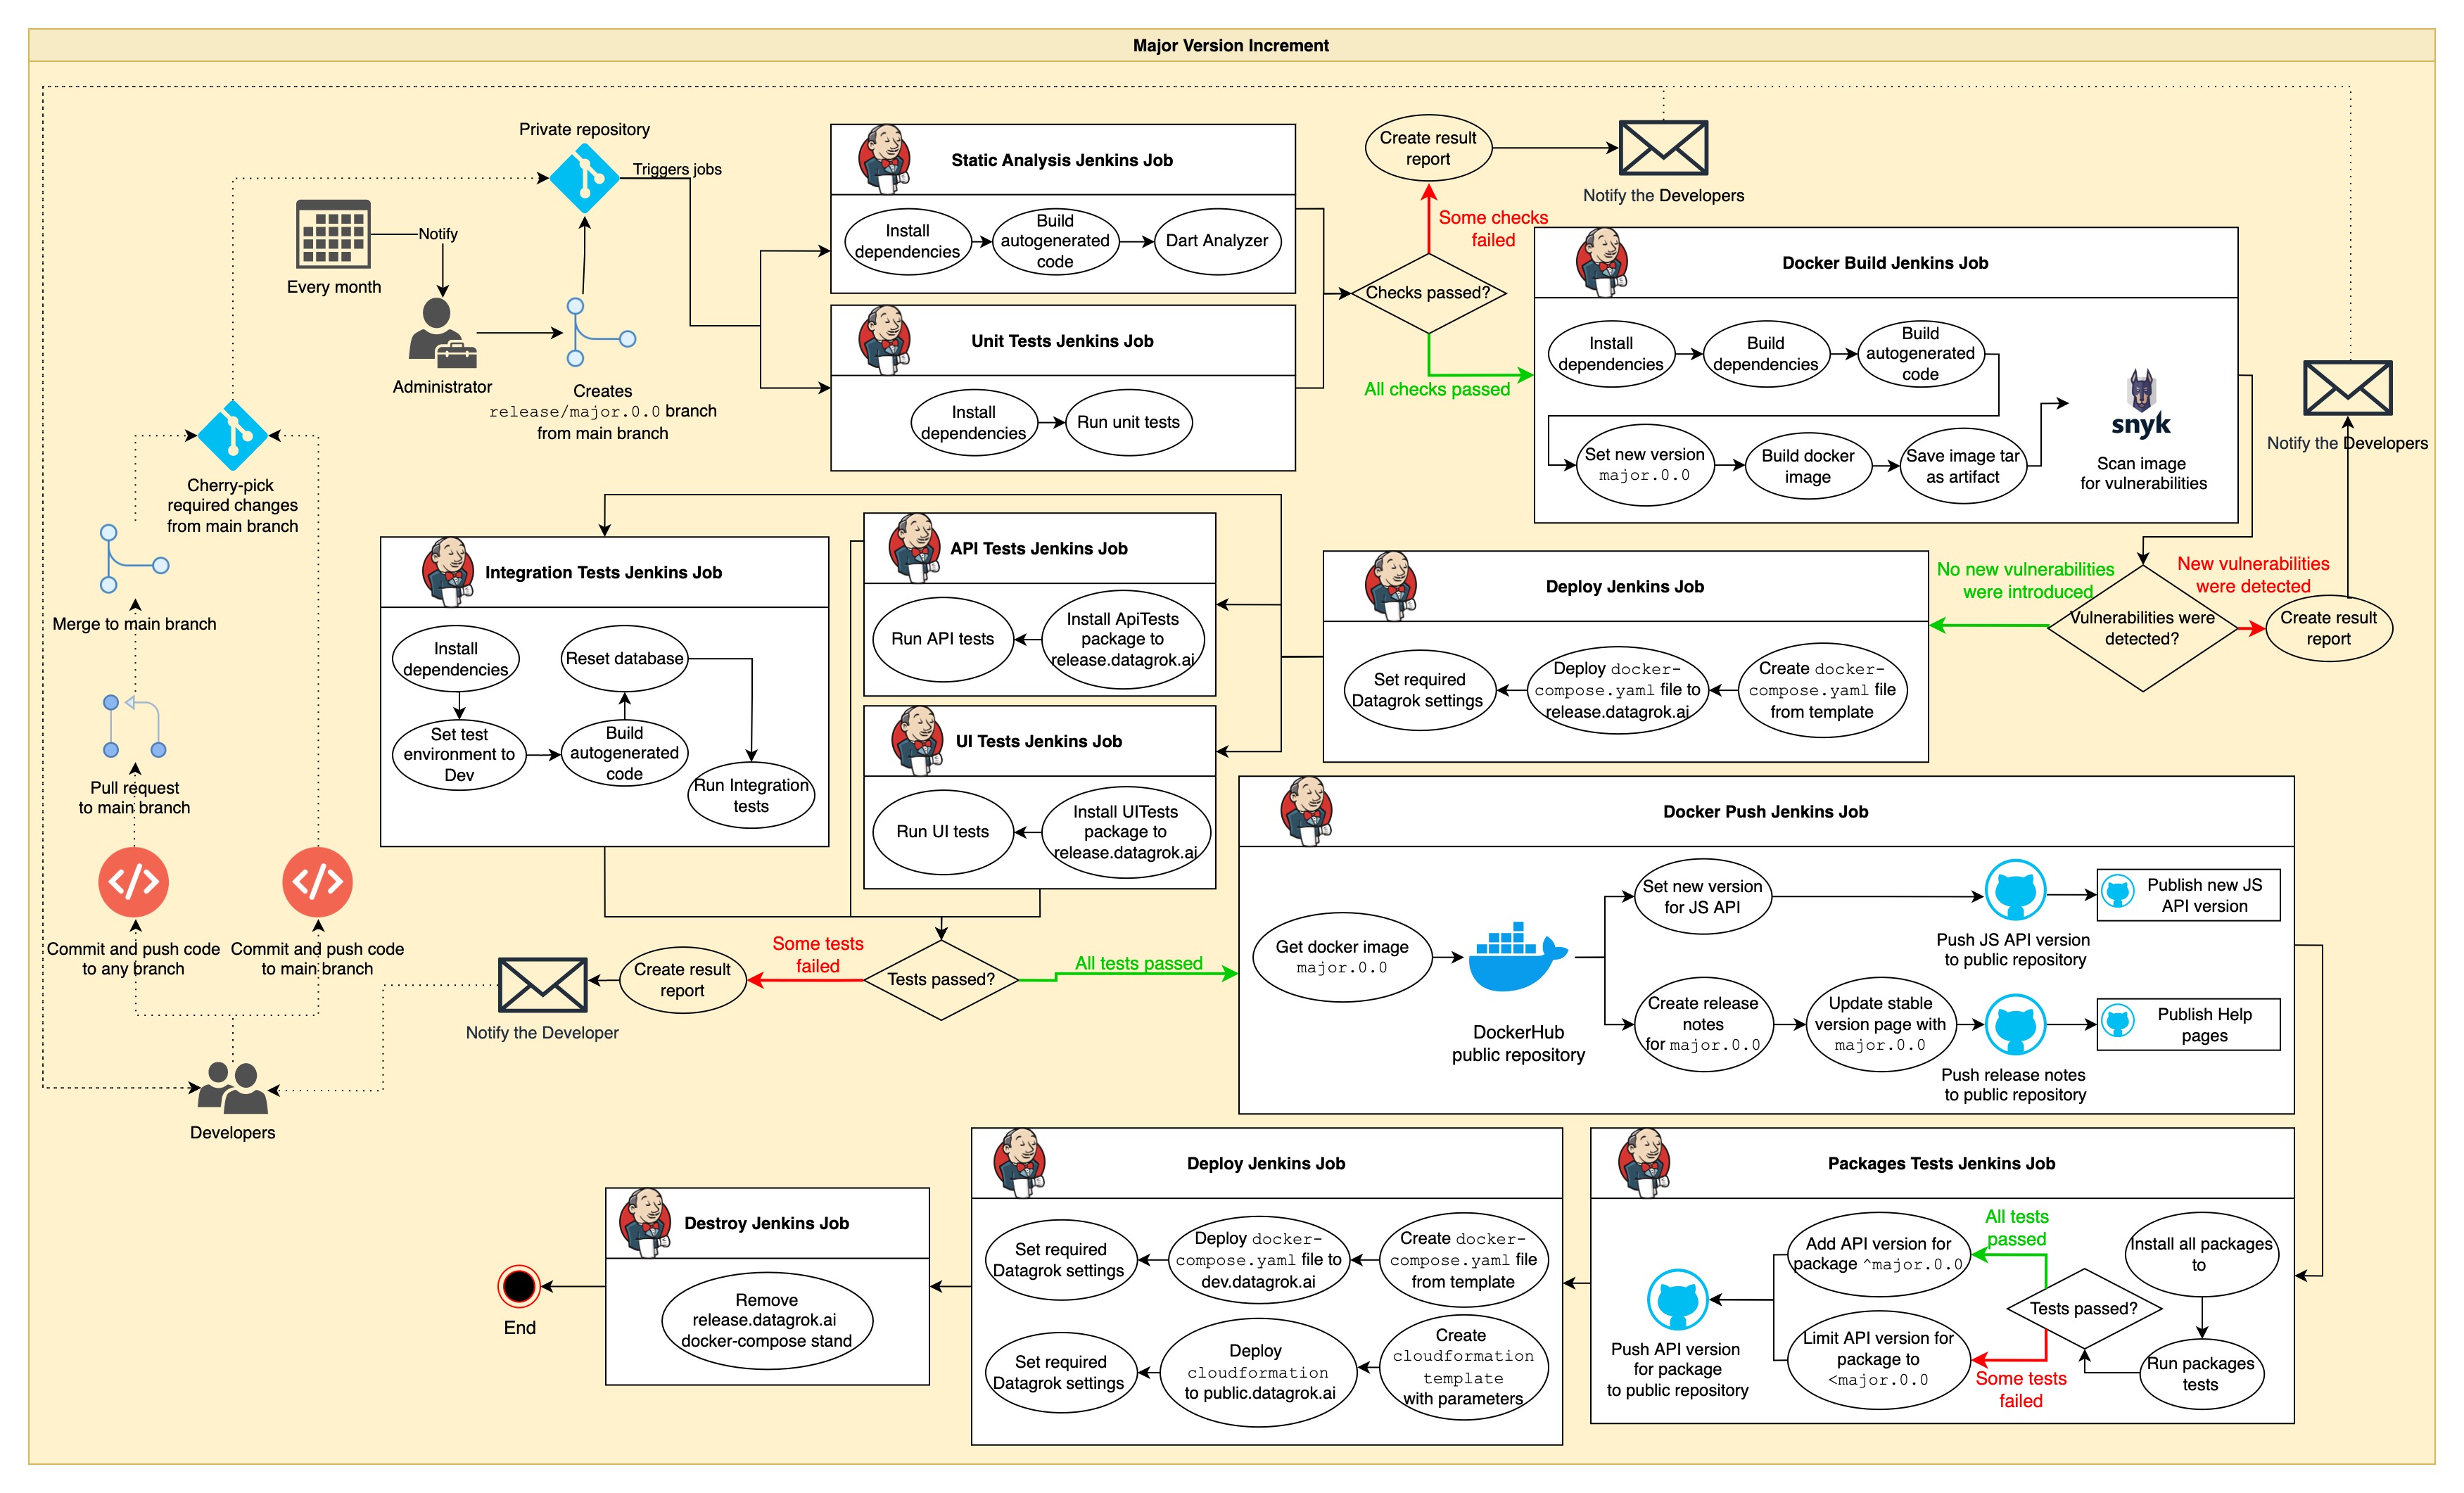 Major Version Increment
Private repository
Triggers jobs
Every month
Notify
Administrator
Creates
release/major.0.0 branch
from main branch
Static Analysis Jenkins Job
Install
dependencies
Build
autogenerated
code
Dart Analyzer
Unit Tests Jenkins Job
Install
dependencies
Run unit tests
Create result
report
Notify the Developers
Some checks
failed
Checks passed?
All checks passed
Docker Build Jenkins Job
Install
dependencies
Build
dependencies
Build
autogenerated
code
Set new version
major.0.0
Build docker
image
Save image tar
as artifact
snyk
Scan image
for vulnerabilities
Notify the Developers
Vulnerabilities were
detected?
New vulnerabilities
were detected
Create result
report
No new vulnerabilities
were introduced
Deploy Jenkins Job
Create docker-
compose.yaml file
from template
Deploy docker-
compose.yaml file to
release.datagrok.ai
Set required
Datagrok settings
API Tests Jenkins Job
Install ApiTests
package to
release.datagrok.ai
Run API tests
UI Tests Jenkins Job
Install UITests
package to
release.datagrok.ai
Run UI tests
Integration Tests Jenkins Job
Install
dependencies
Set test
environment to
Dev
Build
autogenerated
code
Reset database
Run Integration
tests
Tests passed?
Some tests
failed
Create result
report
Notify the Developer
All tests passed
Cherry-pick
required changes
from main branch
Merge to main branch
Pull request
to main branch
Commit and push code
to any branch
Commit and push code
to main branch
Developers
Docker Push Jenkins Job
Get docker image
major.0.0
DockerHub
public repository
Set new version
for JS API
Push JS API version
to public repository
Publish new JS
API version
Create release
notes
for major.0.0
Update stable
version page with
major.0.0
Push release notes
to public repository
Publish Help
pages
Packages Tests Jenkins Job
Install all packages
to
Run packages
tests
Tests passed?
All tests
passed
Add API version for
package ^major.0.0
Some tests
failed
Limit API version for
package to
<major.0.0
Push API version
for package
to public repository
Deploy Jenkins Job
Create docker-
compose.yaml file
from template
Deploy docker-
compose.yaml file to
dev.datagrok.ai
Set required
Datagrok settings
Create
cloudformation
template
with parameters
Deploy
cloudformation
to public.datagrok.ai
Set required
Datagrok settings
Destroy Jenkins Job
Remove
release.datagrok.ai
docker-compose stand
End